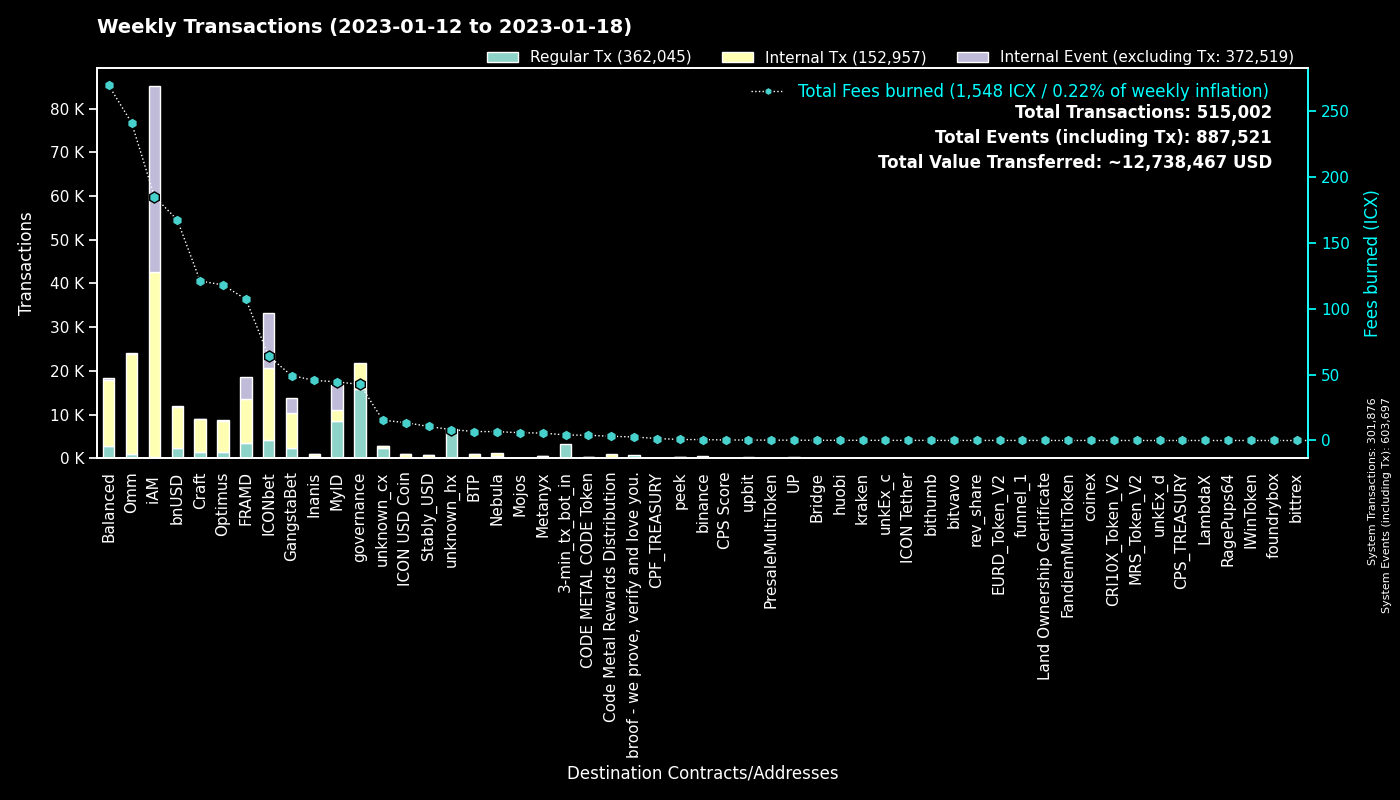 Weekly Transactions (2023-01-12 to 2023-01-18)
Regular Tx (362,045)
Internal Tx (152,957)
Internal Event (excluding Tx: 372,519)
Total Fees burned (1,548 ICX / 0.22% of weekly inflation)
Total Transactions: 515,002
Total Events (including Tx): 887,521
Total Value Transferred: ~12,738,467 USD
Transactions
80 K
70 K
60 K
50 K
40 K
30 K
20 K
10 K
0 K
250
200
150
100
50
0
Fees burned (ICX)
Balanced
Omm
iAM
bnUSD
Craft
Optimus
FRAMD
ICONbet
GangstaBet
Inanis
MyID
governance
unknown_cx
ICON USD Coin
Stably_USD
unknown_hx
BTP
Nebula
Mojos
Metanyx
3-min_tx_bot_in
CODE METAL CODE Token
Code Metal Rewards Distribution
broof - we prove, verify and love you.
CPF_TREASURY
peek
binance
CPS Score
upbit
PresaleMultiToken
UP
Bridge
huobi
kraken
unkEx_c
ICON Tether
bithumb
bitvavo
rev_share
EURD_Token_V2
funnel_1
Land Ownership Certificate
FandiemMultiToken
coinex
CRI10X_Token_V2
MRS_Token_V2
unkEx_d
CPS_TREASURY
LambdaX
RagePups64
IWinToken
foundrybox
bittrex
Destination Contracts/Addresses
System Transactions: 301,876
System Events (including Tx): 603,697